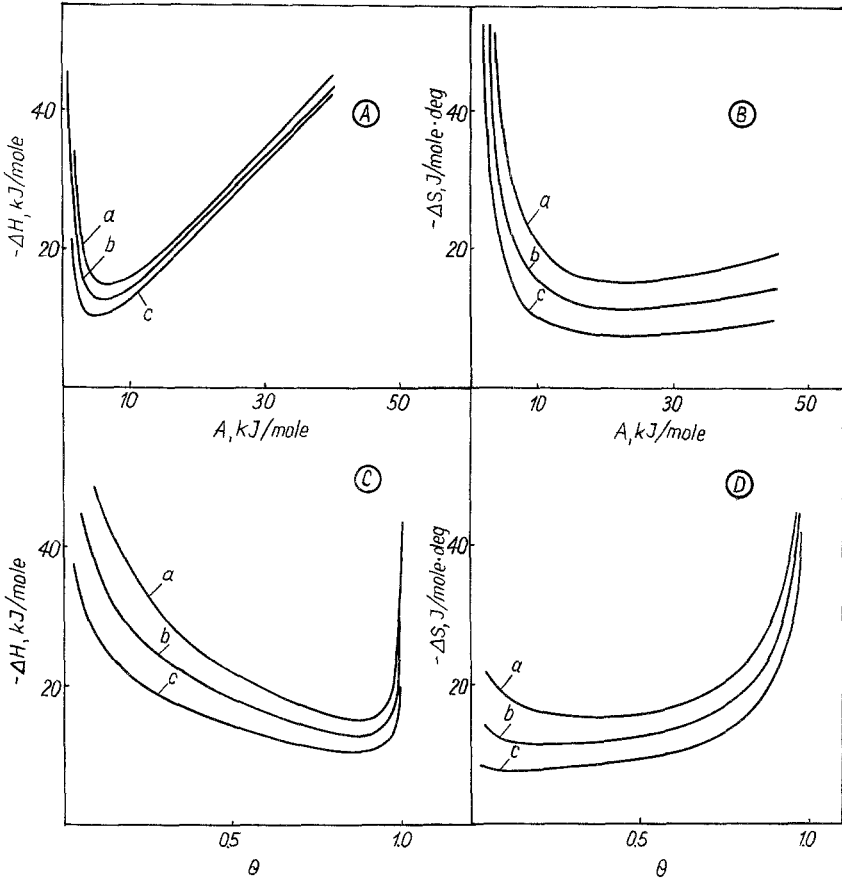 -ΔH, kJ/mole
40
20
a
b
c
A
10
30
50
A, kJ/mole
-ΔS, J/mole·deg
40
20
a
b
c
B
10
30
50
A, kJ/mole
-ΔH, kJ/mole
40
20
a
b
c
C
0.5
1.0
θ
-ΔS, J/mole·deg
40
20
a
b
c
D
0.5
1.0
θ